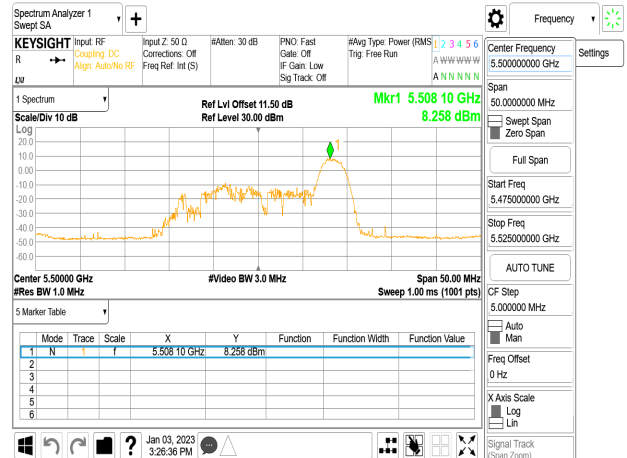 Spectrum Analyzer 1
Swept SA
Frequency
KEYSIGHT
R
Input: RF
Coupling: DC
Align: Auto/No RF
Input Z: 50 Ω
Corrections: Off
Freq Ref: Int (S)
#Atten: 30 dB
PNO: Fast
Gate: Off
IF Gain: Low
Sig Track: Off
#Avg Type: Power (RMS
Trig: Free Run
1 2 3 4 5 6
A W W W W W
A N N N N N
Center Frequency
5.500000000 GHz
Settings
Span
50.0000000 MHz
Swept Span
Zero Span
Full Span
Start Freq
5.475000000 GHz
Stop Freq
5.525000000 GHz
AUTO TUNE
CF Step
5.000000 MHz
Auto
Man
Freq Offset
0 Hz
X Axis Scale
Log
Lin
Signal Track
(Span Zoom)
1 Spectrum
Scale/Div 10 dB
Ref Lvl Offset 11.50 dB
Ref Level 30.00 dBm
Mkr1 5.508 10 GHz
8.258 dBm
Log
20.0
10.0
0.00
-10.0
-20.0
-30.0
-40.0
-50.0
-60.0
1
Center 5.50000 GHz
#Res BW 1.0 MHz
#Video BW 3.0 MHz
Span 50.00 MHz
Sweep 1.00 ms (1001 pts)
5 Marker Table
Mode Trace Scale X Y Function Function Width Function Value
1 N 1 f 5.508 10 GHz 8.258 dBm
2
3
4
5
6
?
Jan 03, 2023
3:26:36 PM